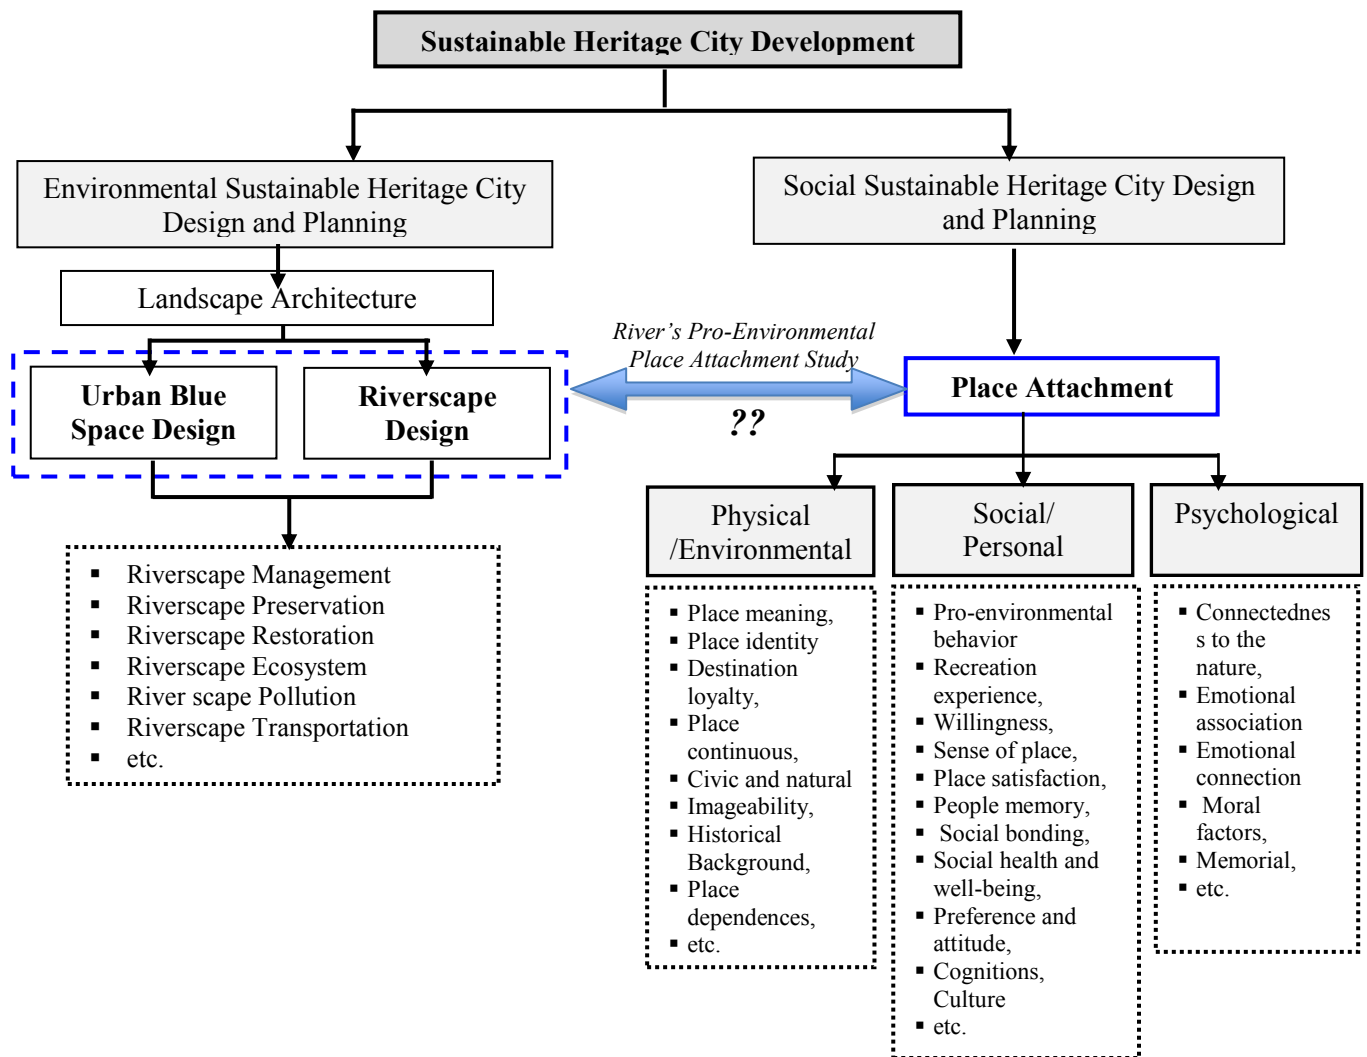 Sustainable Heritage City Development
Environmental Sustainable Heritage City
Design and Planning
Social Sustainable Heritage City Design
and Planning
Landscape Architecture
River's Pro-Environmental
Place Attachment Study
??
Urban Blue
Space Design
Riverscape
Design
Place Attachment
▪ Riverscape Management
▪ Riverscape Preservation
▪ Riverscape Restoration
▪ Riverscape Ecosystem
▪ River scape Pollution
▪ Riverscape Transportation
▪ etc.
Physical
/Environmental
▪ Place meaning,
▪ Place identity
▪ Destination
loyalty,
▪ Place
continuous,
▪ Civic and natural
▪ Imageability,
▪ Historical
Background,
▪ Place
dependences,
▪ etc.
Social/
Personal
▪ Pro-environmental
behavior
▪ Recreation
experience,
▪ Willingness,
▪ Sense of place,
▪ Place satisfaction,
▪ People memory,
▪ Social bonding,
▪ Social health and
well-being,
▪ Preference and
attitude,
▪ Cognitions,
Culture
▪ etc.
Psychological
▪ Connectednes
s to the
nature,
▪ Emotional
association
▪ Emotional
connection
▪ Moral
factors,
▪ Memorial,
▪ etc.